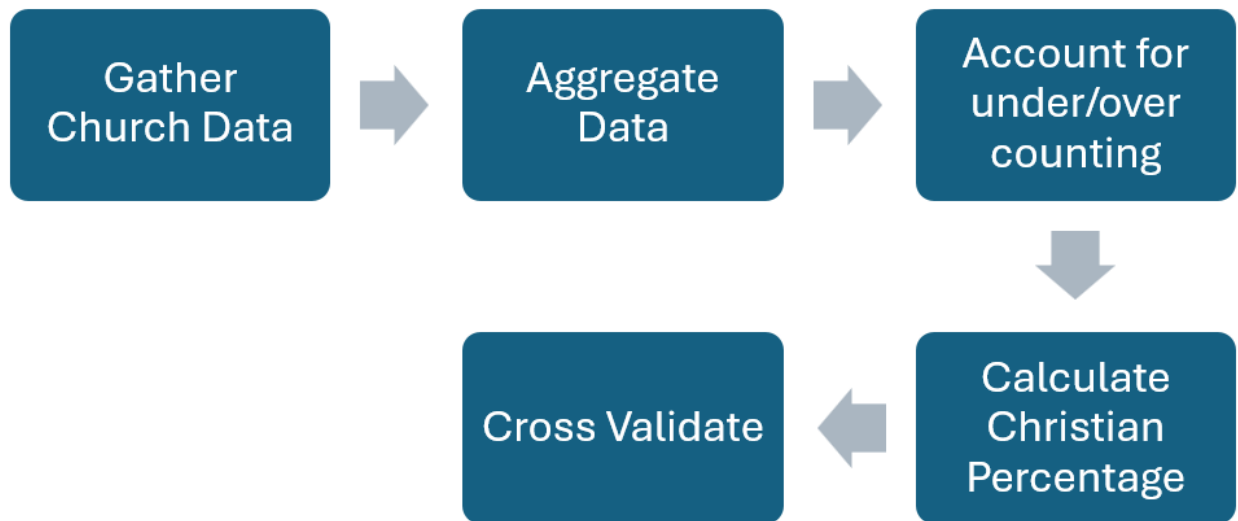 Gather
Church Data
Aggregate
Data
Account for
under/over
counting
Calculate
Christian
Percentage
Cross Validate